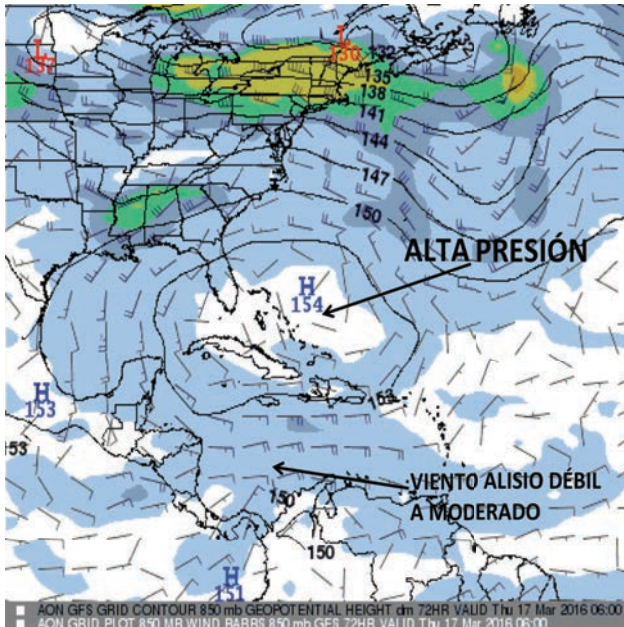 L
137
L
130
132
135
138
141
144
147
150
ALTA PRESIÓN
H
154
H
153
153
153
VIENTO ALISIO DÉBIL
A MODERADO
150
150
H
151
AON GFS GRID CONTOUR 850 mb GEOPOTENTIAL HEIGHT dm 72HR VALID Thu 17 Mar 2016 06:00
AON GRID PLOT 850 MB WIND BARBS 850 mb GFS 72HR VALID Thu 17 Mar 2016 06:00